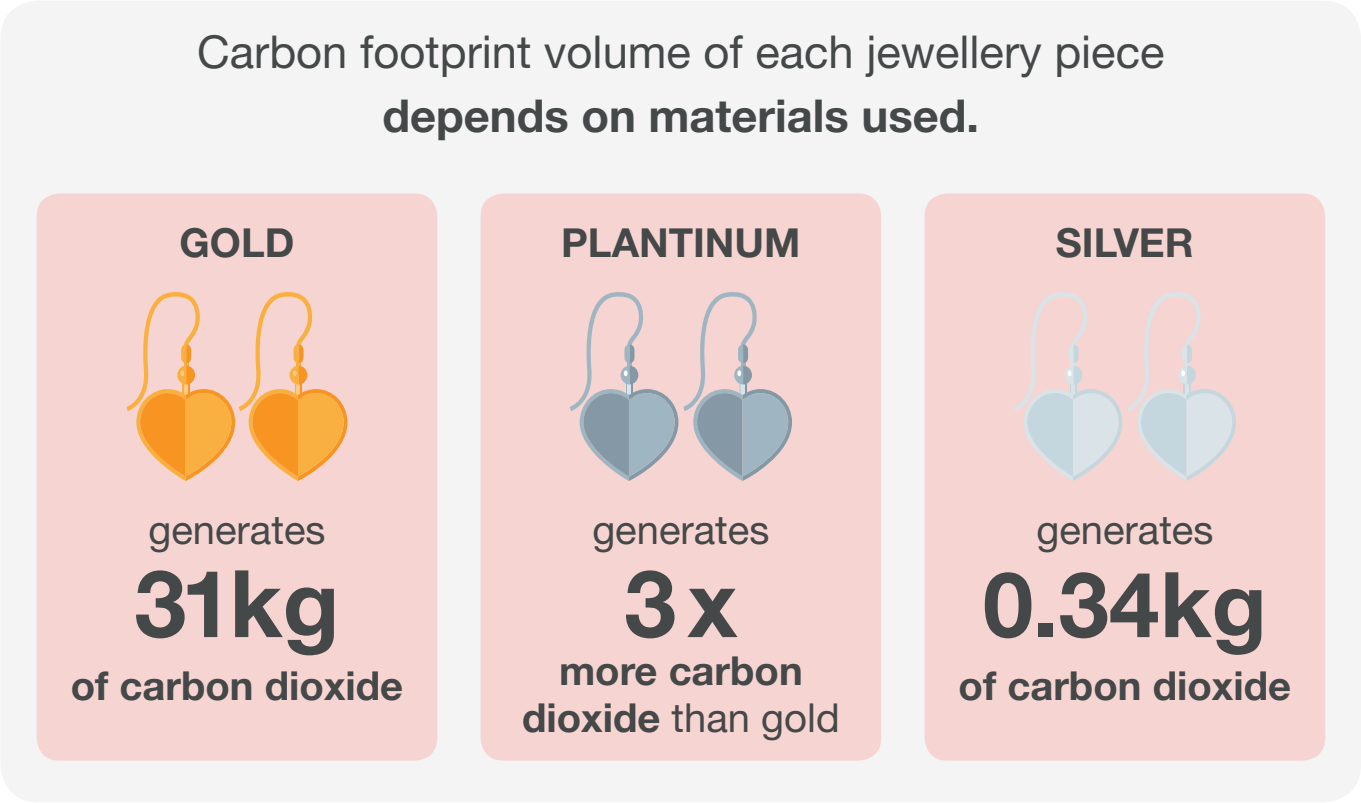 Carbon footprint volume of each jewellery piece
depends on materials used.
GOLD
generates
31kg
of carbon dioxide
PLANTINUM
generates
3x
more carbon
dioxide than gold
SILVER
generates
0.34kg
of carbon dioxide